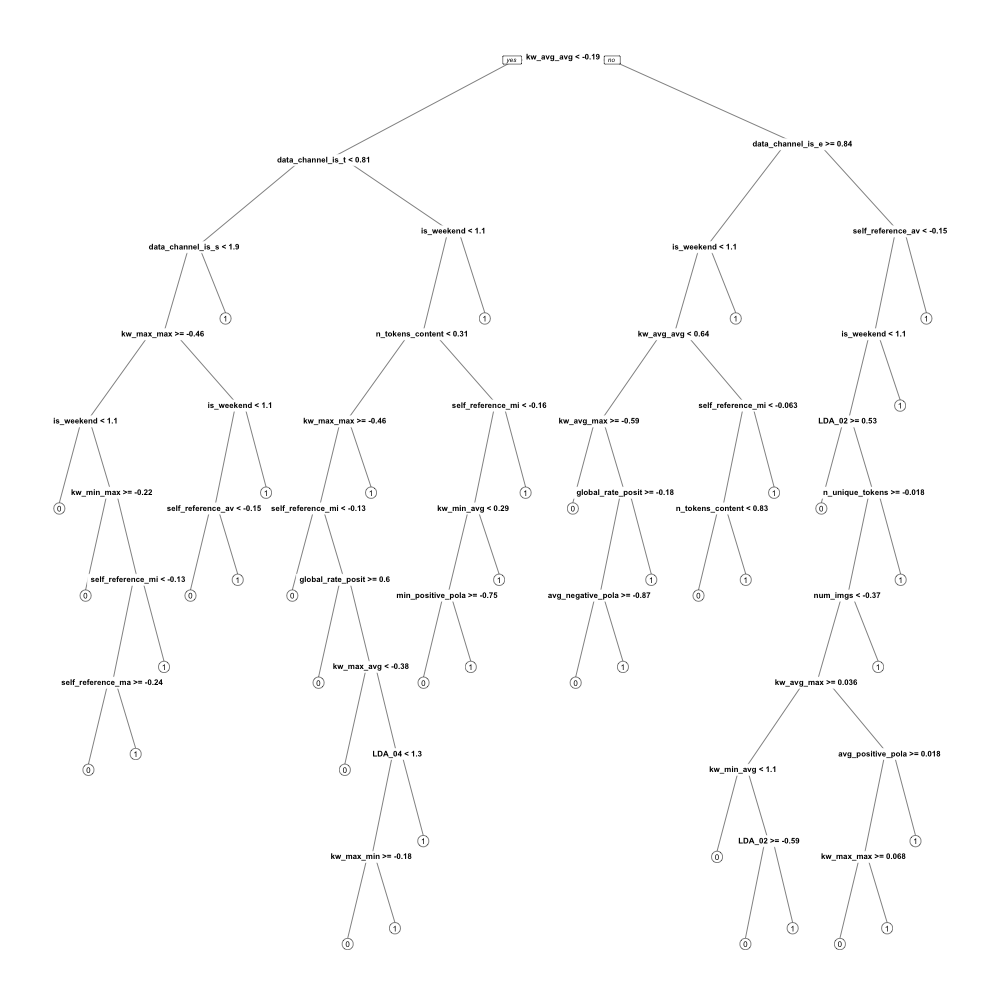 yes kw_avg_avg < -0.19 no
data_channel_is_e >= 0.84
data_channel_is_t < 0.81
is_weekend < 1.1 self_reference_av < -0.15
data_channel_is_s < 1.9 is_weekend < 1.1
1 1 1 1
kw_max_max >= -0.46 n_tokens_content < 0.31 kw_avg_avg < 0.64 is_weekend < 1.1
is_weekend < 1.1 self_reference_mi < -0.16 self_reference_mi < -0.063 1
is_weekend < 1.1 kw_max_max >= -0.46 kw_avg_max >= -0.59 LDA_02 >= 0.53
kw_min_max >= -0.22 1 1 1 global_rate_posit >= -0.18 1 n_unique_tokens >= -0.018
0 self_reference_av < -0.15 self_reference_mi < -0.13 kw_min_avg < 0.29 0 n_tokens_content < 0.83 0
self_reference_mi < -0.13 1 global_rate_posit >= 0.6 1 1 1 1
0 0 0 min_positive_pola >= -0.75 avg_negative_pola >= -0.87 0 num_imgs < -0.37
1 kw_max_avg < -0.38 1 1 1
self_reference_ma >= -0.24 0 0 0 kw_avg_max >= 0.036
1 LDA_04 < 1.3 avg_positive_pola >= 0.018
0 0 kw_min_avg < 1.1
1 LDA_02 >= -0.59 1
kw_max_min >= -0.18 0 kw_max_max >= 0.068
1 1 1
0 0 0